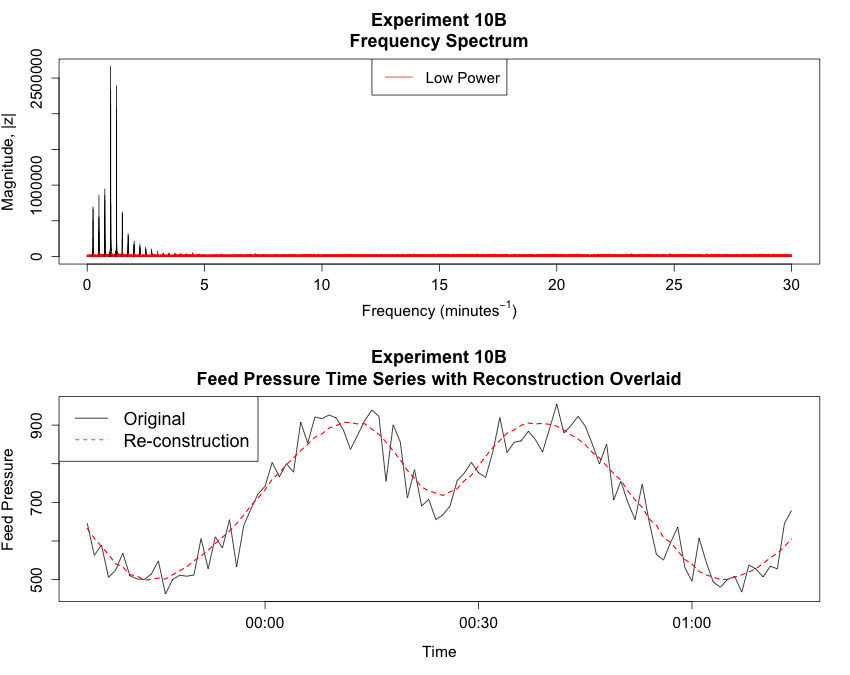 Experiment 10B
Frequency Spectrum
Low Power
Magnitude, |z|
2500000
1000000
0
0 5 10 15 20 25 30
Frequency (minutes⁻¹)
Experiment 10B
Feed Pressure Time Series with Reconstruction Overlaid
Original
Re-construction
Feed Pressure
900
700
500
00:00 00:30 01:00
Time